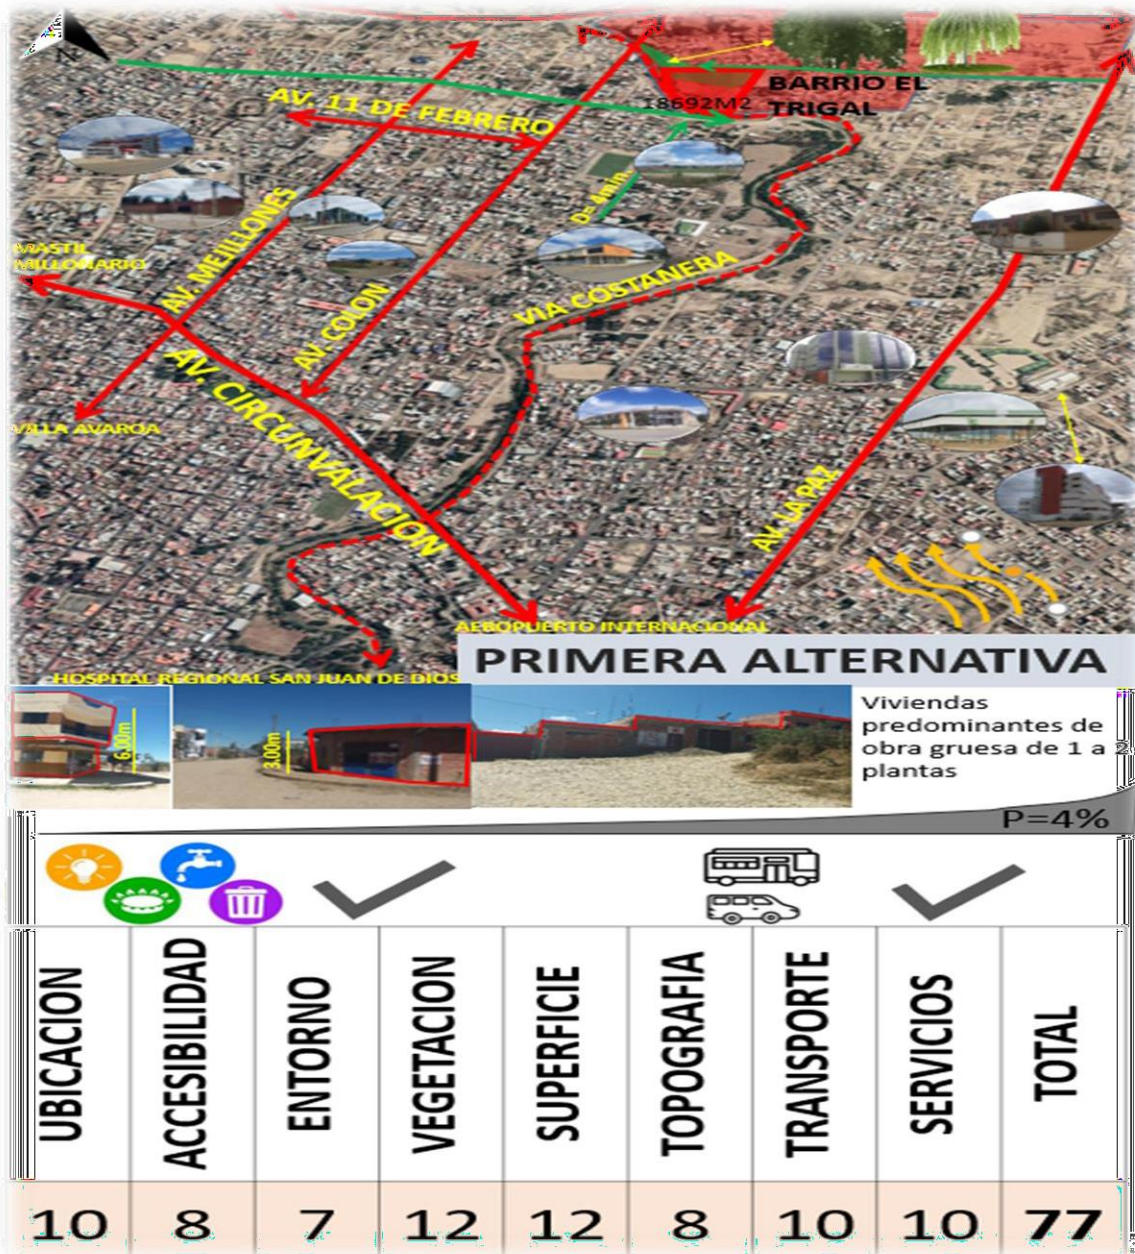 BARRIO EL
TRIGAL
18692M2
AV. 11 DE FEBRERO
D= 4min.
AV. MEJILLONES
MASTIL
MILLONARIO
VIA COSTANERA
AV. COLON
AV. CIRCUNVALACION
VILLA AVAROA
AV. LA PAZ
AEROPUERTO INTERNACIONAL
PRIMERA ALTERNATIVA
HOSPITAL REGIONAL SAN JUAN DE DIOS
6.00m
3.00m
Viviendas
predominantes de
obra gruesa de 1 a 2
plantas
P=4%
UBICACION ACCESIBILIDAD ENTORNO VEGETACION SUPERFICIE TOPOGRAFIA TRANSPORTE SERVICIOS TOTAL
10 8 7 12 12 8 10 10 77